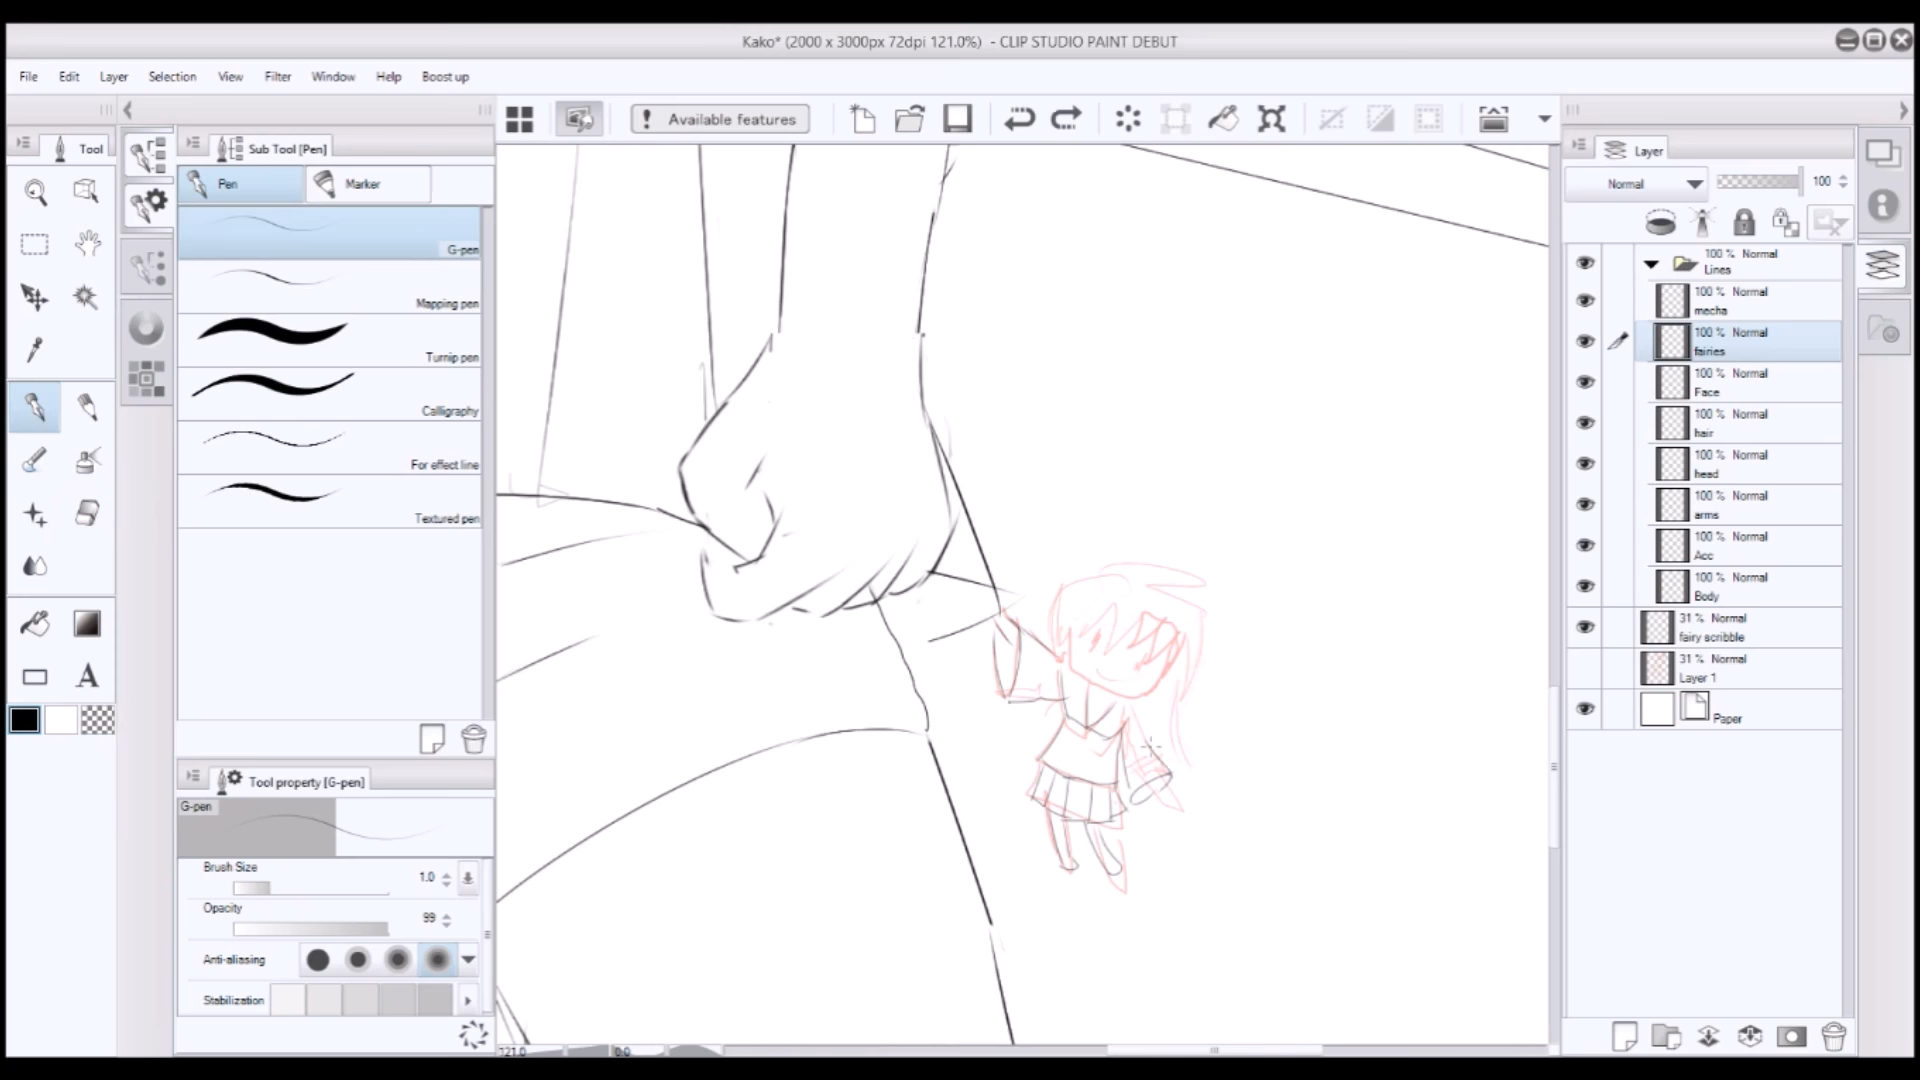 Kako* (2000 x 3000px 72dpi 121.0%) - CLIP STUDIO PAINT DEBUT
File Edit Layer Selection View Filter Window Help Boost up
! Available features
Tool
Sub Tool [Pen]
Pen Marker
G-pen
Mapping pen
Turnip pen
Calligraphy
For effect line
Textured pen
A
Tool property [G-pen]
G-pen
Brush Size 1.0
Opacity 99
Anti-aliasing
Stabilization
121.0 0.0
Layer
Normal 100
100 % Normal
Lines
100 % Normal
mecha
100 % Normal
fairies
100 % Normal
Face
100 % Normal
hair
100 % Normal
head
100 % Normal
arms
100 % Normal
Acc
100 % Normal
Body
31 % Normal
fairy scribble
31 % Normal
Layer 1
Paper